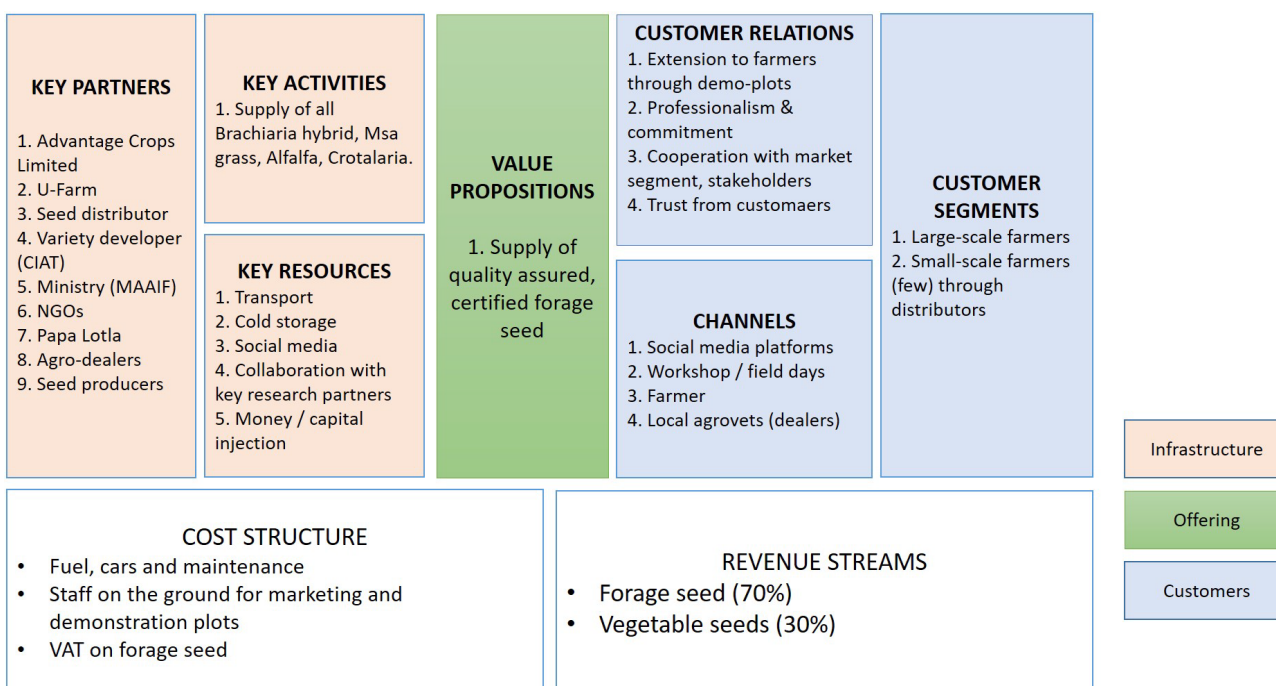 KEY PARTNERS
1. Advantage Crops
Limited
2. U-Farm
3. Seed distributor
4. Variety developer
(CIAT)
5. Ministry (MAAIF)
6. NGOs
7. Papa Lotla
8. Agro-dealers
9. Seed producers
KEY ACTIVITIES
1. Supply of all
Brachiaria hybrid, Msa
grass, Alfalfa, Crotalaria.
KEY RESOURCES
1. Transport
2. Cold storage
3. Social media
4. Collaboration with
key research partners
5. Money / capital
injection
VALUE
PROPOSITIONS
1. Supply of
quality assured,
certified forage
seed
CUSTOMER RELATIONS
1. Extension to farmers
through demo-plots
2. Professionalism &
commitment
3. Cooperation with market
segment, stakeholders
4. Trust from customaers
CHANNELS
1. Social media platforms
2. Workshop / field days
3. Farmer
4. Local agrovets (dealers)
CUSTOMER
SEGMENTS
1. Large-scale farmers
2. Small-scale farmers
(few) through
distributors
Infrastructure
Offering
Customers
COST STRUCTURE
• Fuel, cars and maintenance
• Staff on the ground for marketing and
demonstration plots
• VAT on forage seed
REVENUE STREAMS
• Forage seed (70%)
• Vegetable seeds (30%)